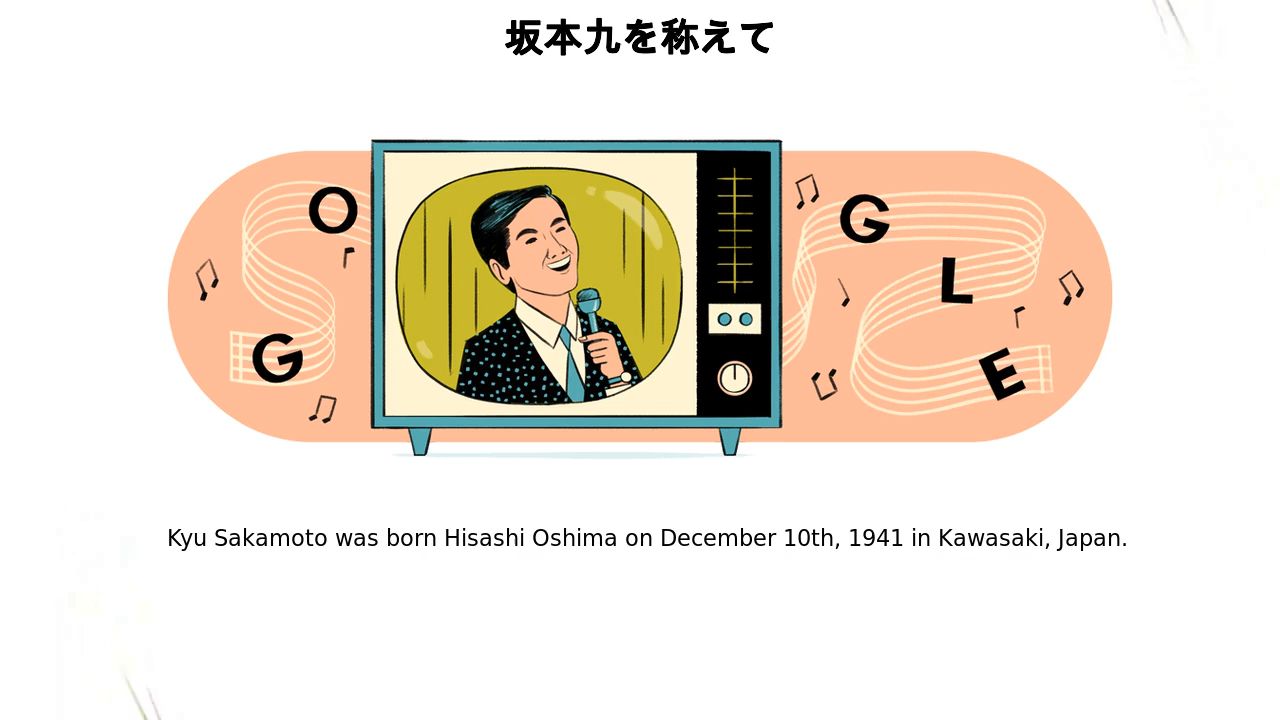 坂本九を称えて
O
G
G
L
E
Kyu Sakamoto was born Hisashi Oshima on December 10th, 1941 in Kawasaki, Japan.